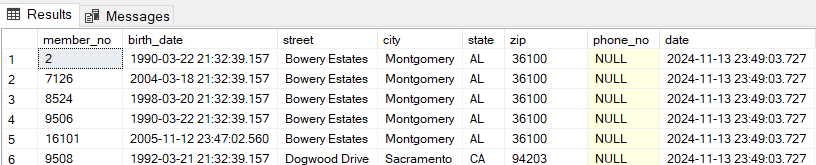 Results Messages
member_no birth_date street city state zip phone_no date
1 2 1990-03-22 21:32:39.157 Bowery Estates Montgomery AL 36100 NULL 2024-11-13 23:49:03.727
2 7126 2004-03-18 21:32:39.157 Bowery Estates Montgomery AL 36100 NULL 2024-11-13 23:49:03.727
3 8524 1998-03-20 21:32:39.157 Bowery Estates Montgomery AL 36100 NULL 2024-11-13 23:49:03.727
4 9506 1990-03-22 21:32:39.157 Bowery Estates Montgomery AL 36100 NULL 2024-11-13 23:49:03.727
5 16101 2005-11-12 23:47:02.560 Bowery Estates Montgomery AL 36100 NULL 2024-11-13 23:49:03.727
6 9508 1992-03-21 21:32:39.157 Dogwood Drive Sacramento CA 94203 NULL 2024-11-13 23:49:03.727